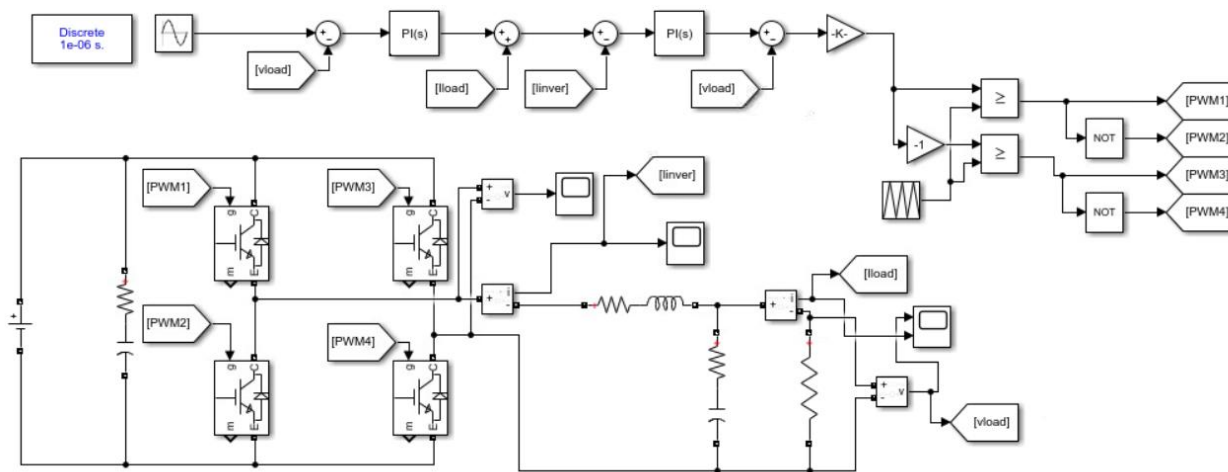 Discrete
1e-06 s.
PI(s)
PI(s)
-K-
[vload]
[Iload]
[Iinver]
[vload]
≥
[PWM1]
NOT
[PWM2]
-1
≥
[PWM3]
NOT
[PWM4]
[PWM1]
[PWM3]
[Iinver]
g
C
m
E
g
C
m
E
+
-
v
+
i
-
[PWM2]
[PWM4]
g
C
m
E
g
C
m
E
+
i
-
[Iload]
+
-
v
[vload]